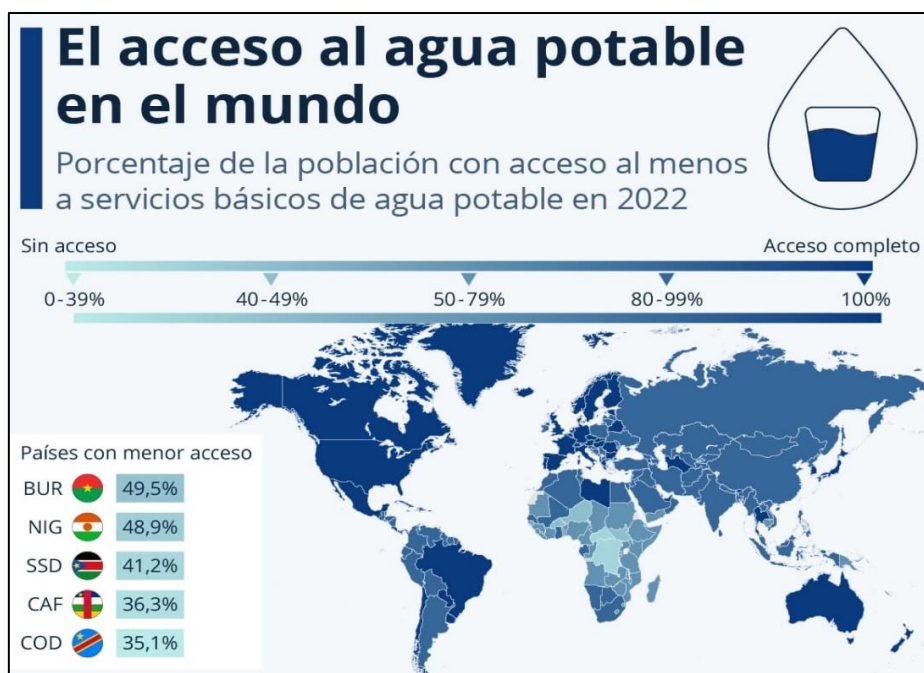 El acceso al agua potable
en el mundo
Porcentaje de la población con acceso al menos
a servicios básicos de agua potable en 2022
Sin acceso
Acceso completo
0-39%
40-49%
50-79%
80-99%
100%
Países con menor acceso
BUR 49,5%
NIG 48,9%
SSD 41,2%
CAF 36,3%
COD 35,1%